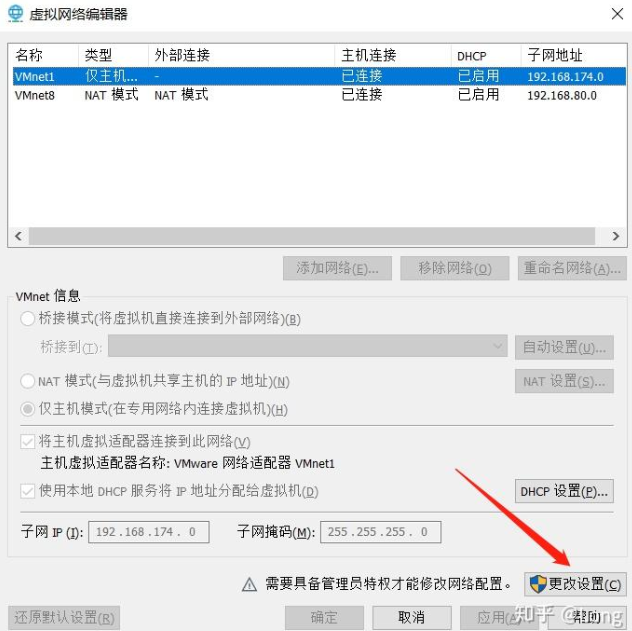 虚拟网络编辑器
名称 类型 外部连接 主机连接 DHCP 子网地址
VMnet1 仅主机... - 已连接 已启用 192.168.174.0
VMnet8 NAT 模式 NAT 模式 已连接 已启用 192.168.80.0
添加网络(E)... 移除网络(O) 重命名网络(A)...
VMnet 信息
桥接模式(将虚拟机直接连接到外部网络)(B)
桥接到(T): 自动设置(U)...
NAT 模式(与虚拟机共享主机的 IP 地址)(N) NAT 设置(S)...
仅主机模式(在专用网络内连接虚拟机)(H)
将主机虚拟适配器连接到此网络(V)
主机虚拟适配器名称: VMware 网络适配器 VMnet1
使用本地 DHCP 服务将 IP 地址分配给虚拟机(D) DHCP 设置(P)...
子网 IP (I): 192.168.174. 0 子网掩码(M): 255.255.255. 0
需要具备管理员特权才能修改网络配置。 更改设置(C)
还原默认设置(R) 确定 取消 应用(A) 帮助
知乎